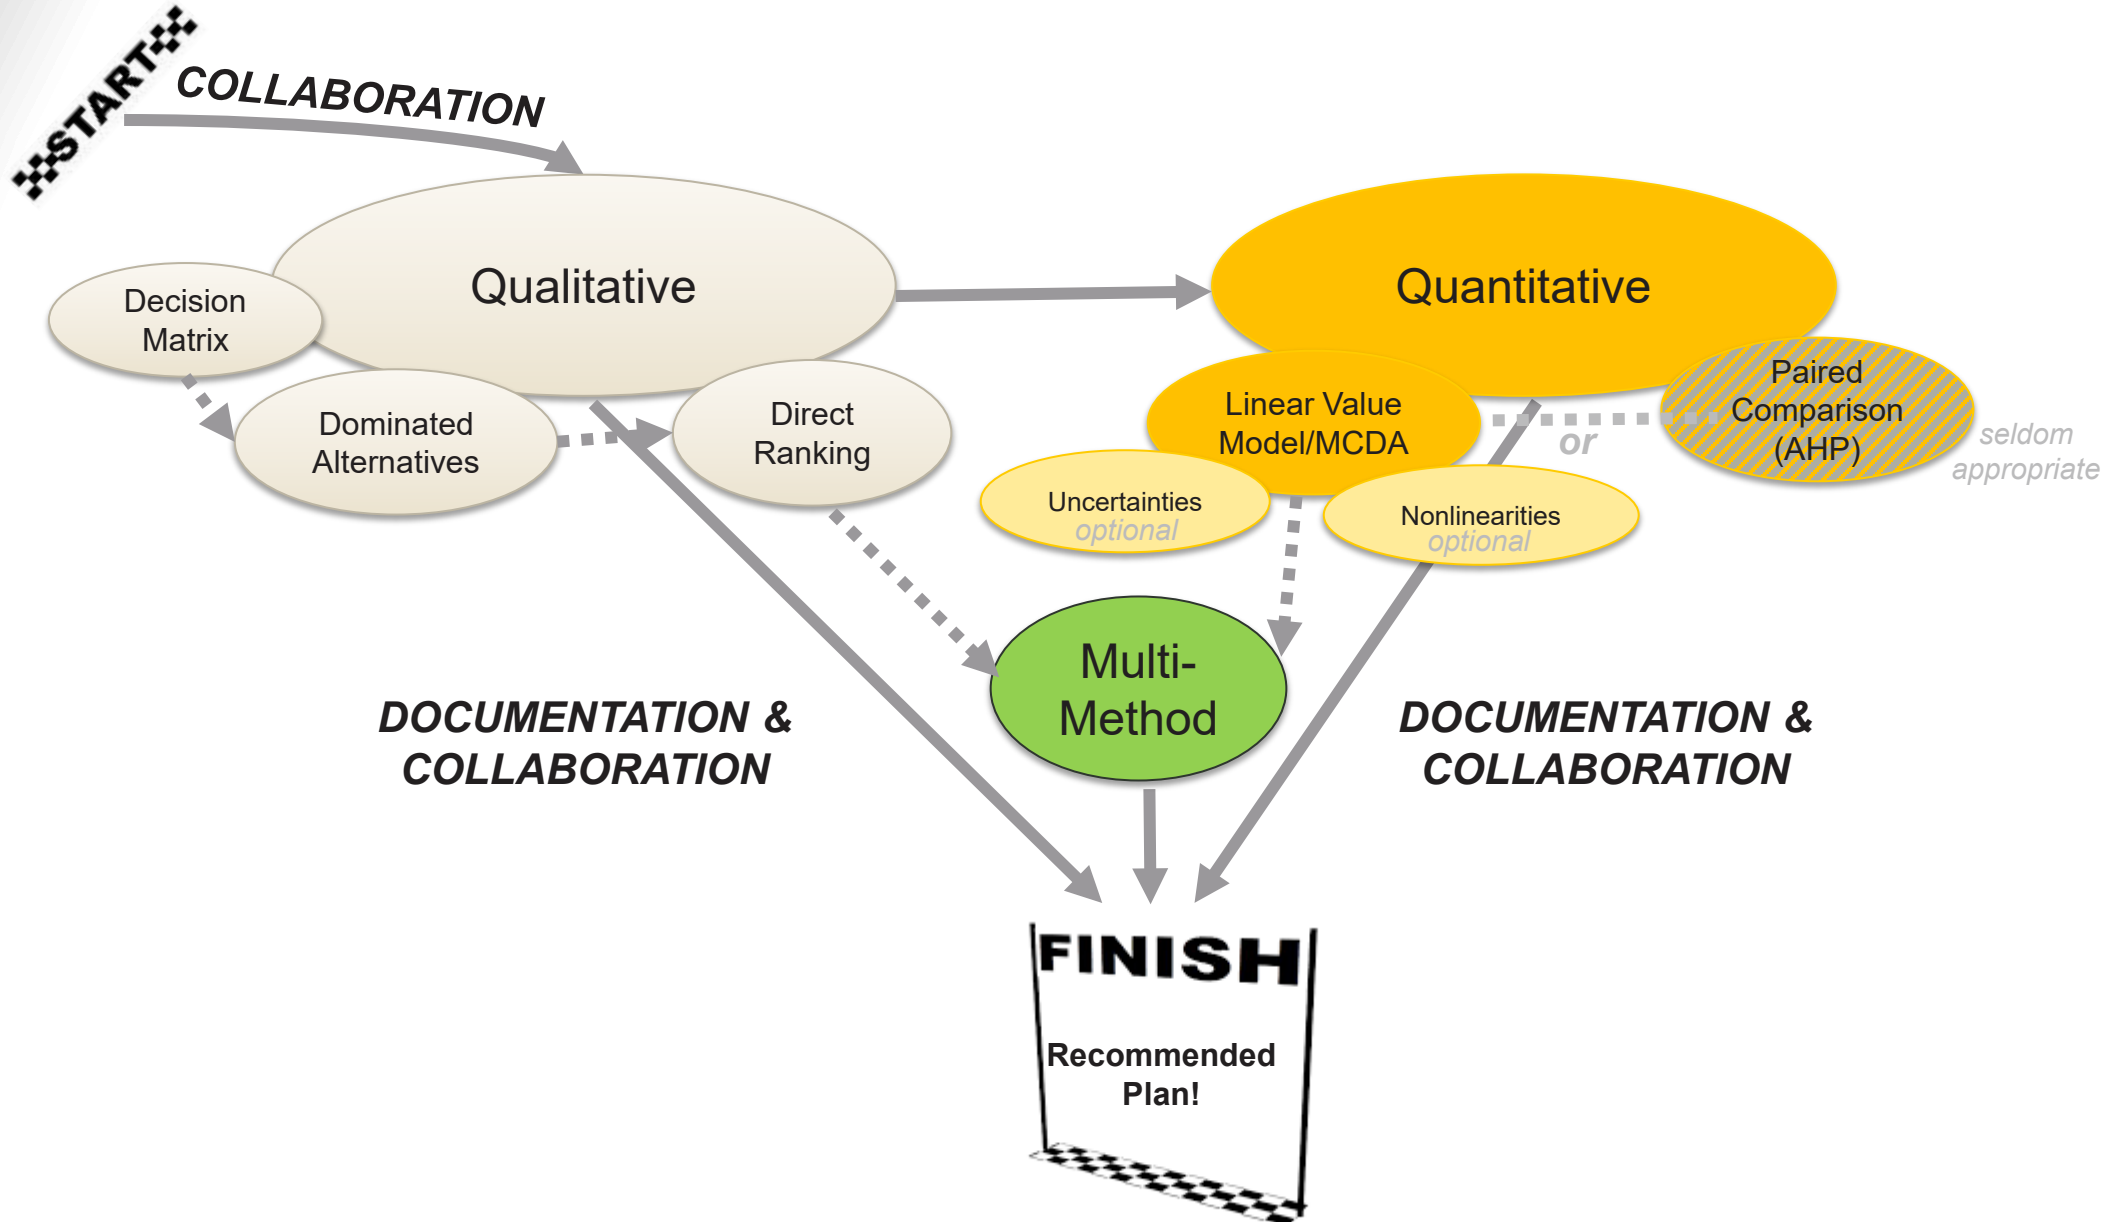 START
COLLABORATION
Qualitative
Quantitative
Decision
Matrix
Dominated
Alternatives
Direct
Ranking
Linear Value
Model/MCDA
or
Paired
Comparison
(AHP)
seldom
appropriate
Uncertainties
optional
Nonlinearities
optional
Multi-
Method
DOCUMENTATION &
COLLABORATION
DOCUMENTATION &
COLLABORATION
FINISH
Recommended
Plan!